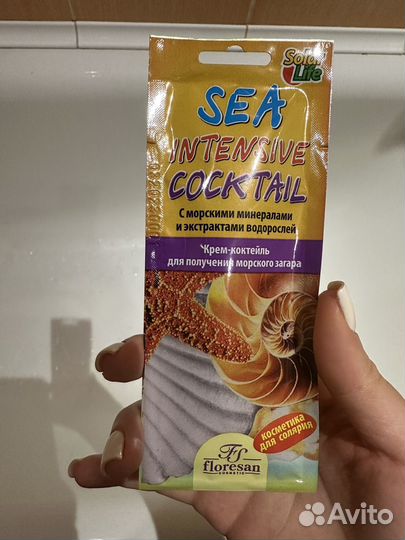 Solar
Life
SEA
INTENSIVE
COCKTAIL
С морскими минералами
и экстрактами водорослей
Крем-коктейль
для получения морского загара
косметика
для солярия
FS
floresan
COSMETIC
Avito